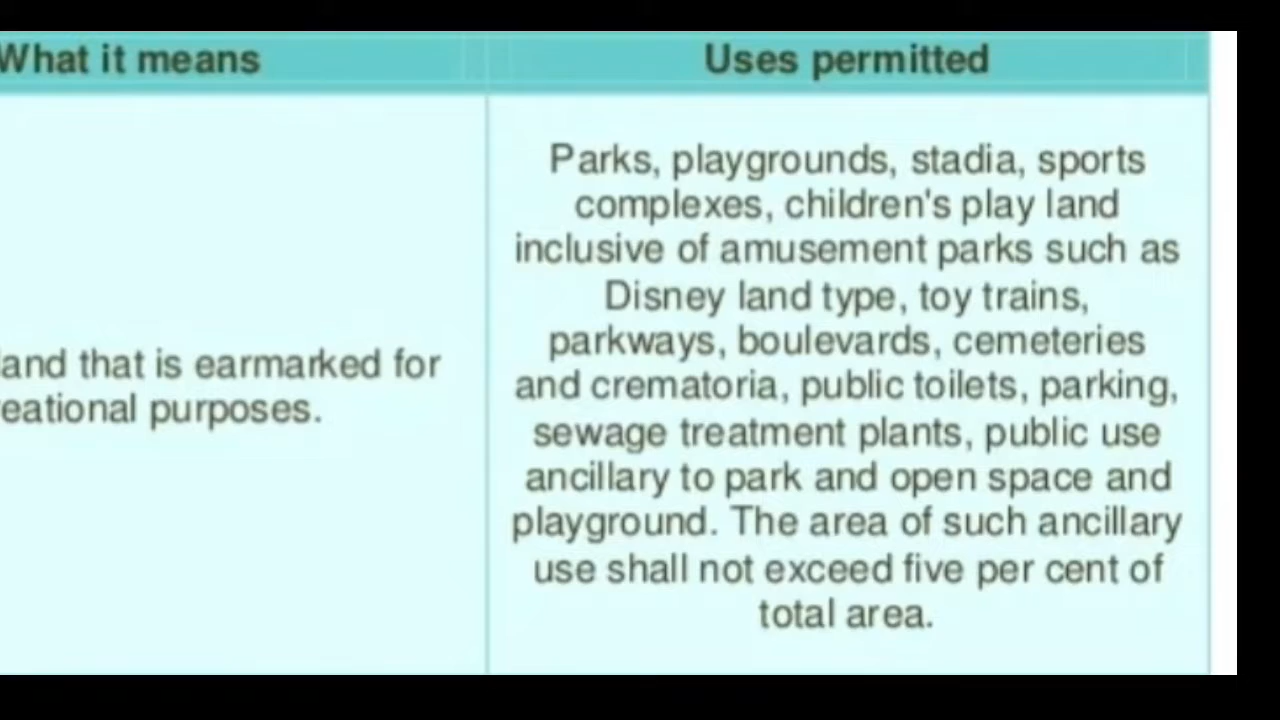 What it means
Uses permitted
land that is earmarked for
eational purposes.
Parks, playgrounds, stadia, sports
complexes, children's play land
inclusive of amusement parks such as
Disney land type, toy trains,
parkways, boulevards, cemeteries
and crematoria, public toilets, parking,
sewage treatment plants, public use
ancillary to park and open space and
playground. The area of such ancillary
use shall not exceed five per cent of
total area.